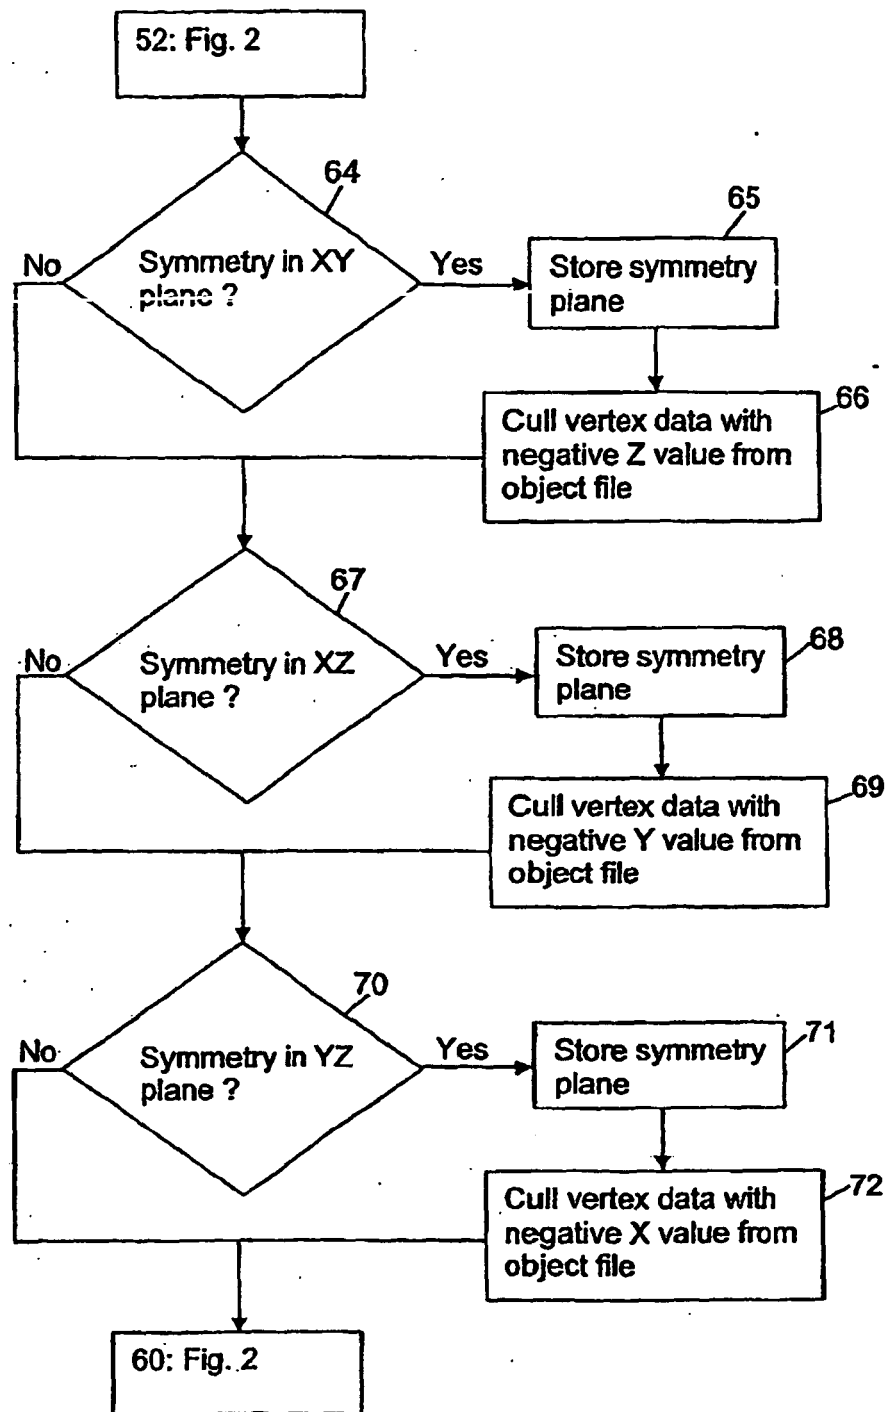 52: Fig. 2
64
65
No
Symmetry in XY
plane ?
Yes
Store symmetry
plane
66
Cull vertex data with
negative Z value from
object file
67
68
No
Symmetry in XZ
plane ?
Yes
Store symmetry
plane
69
Cull vertex data with
negative Y value from
object file
70
71
No
Symmetry in YZ
plane ?
Yes
Store symmetry
plane
72
Cull vertex data with
negative X value from
object file
60: Fig. 2